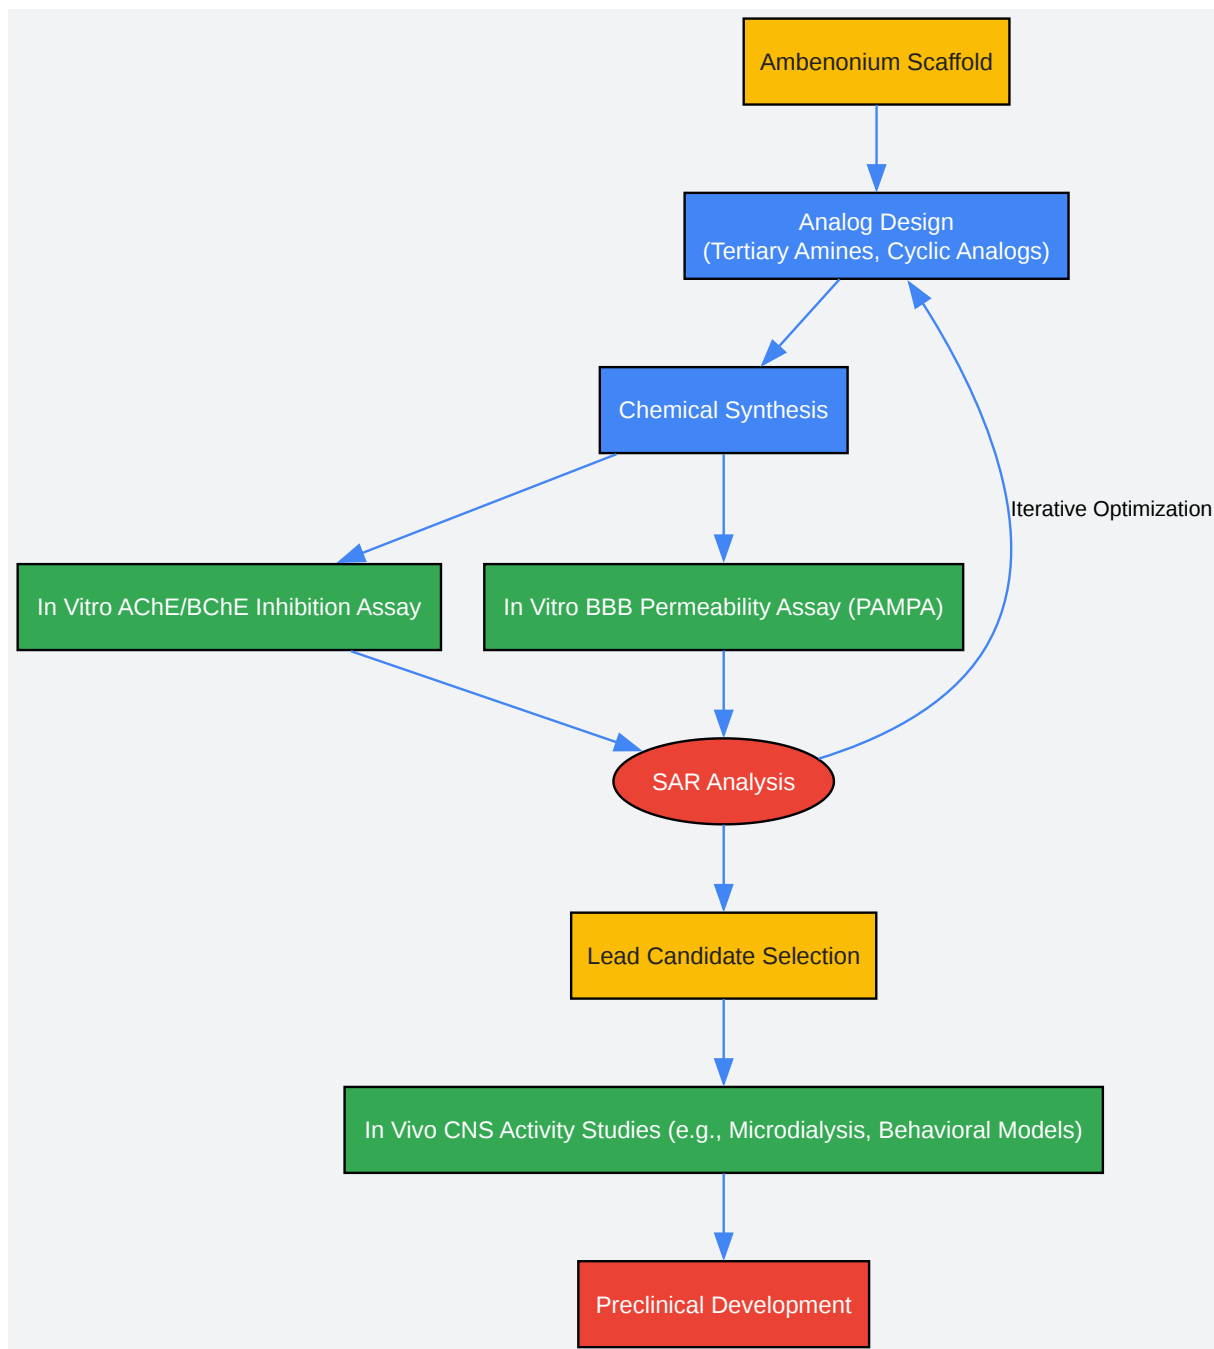 Ambenonium Scaffold
Analog Design
(Tertiary Amines, Cyclic Analogs)
Chemical Synthesis
Iterative Optimization
In Vitro AChE/BChE Inhibition Assay
In Vitro BBB Permeability Assay (PAMPA)
SAR Analysis
Lead Candidate Selection
In Vivo CNS Activity Studies (e.g., Microdialysis, Behavioral Models)
Preclinical Development